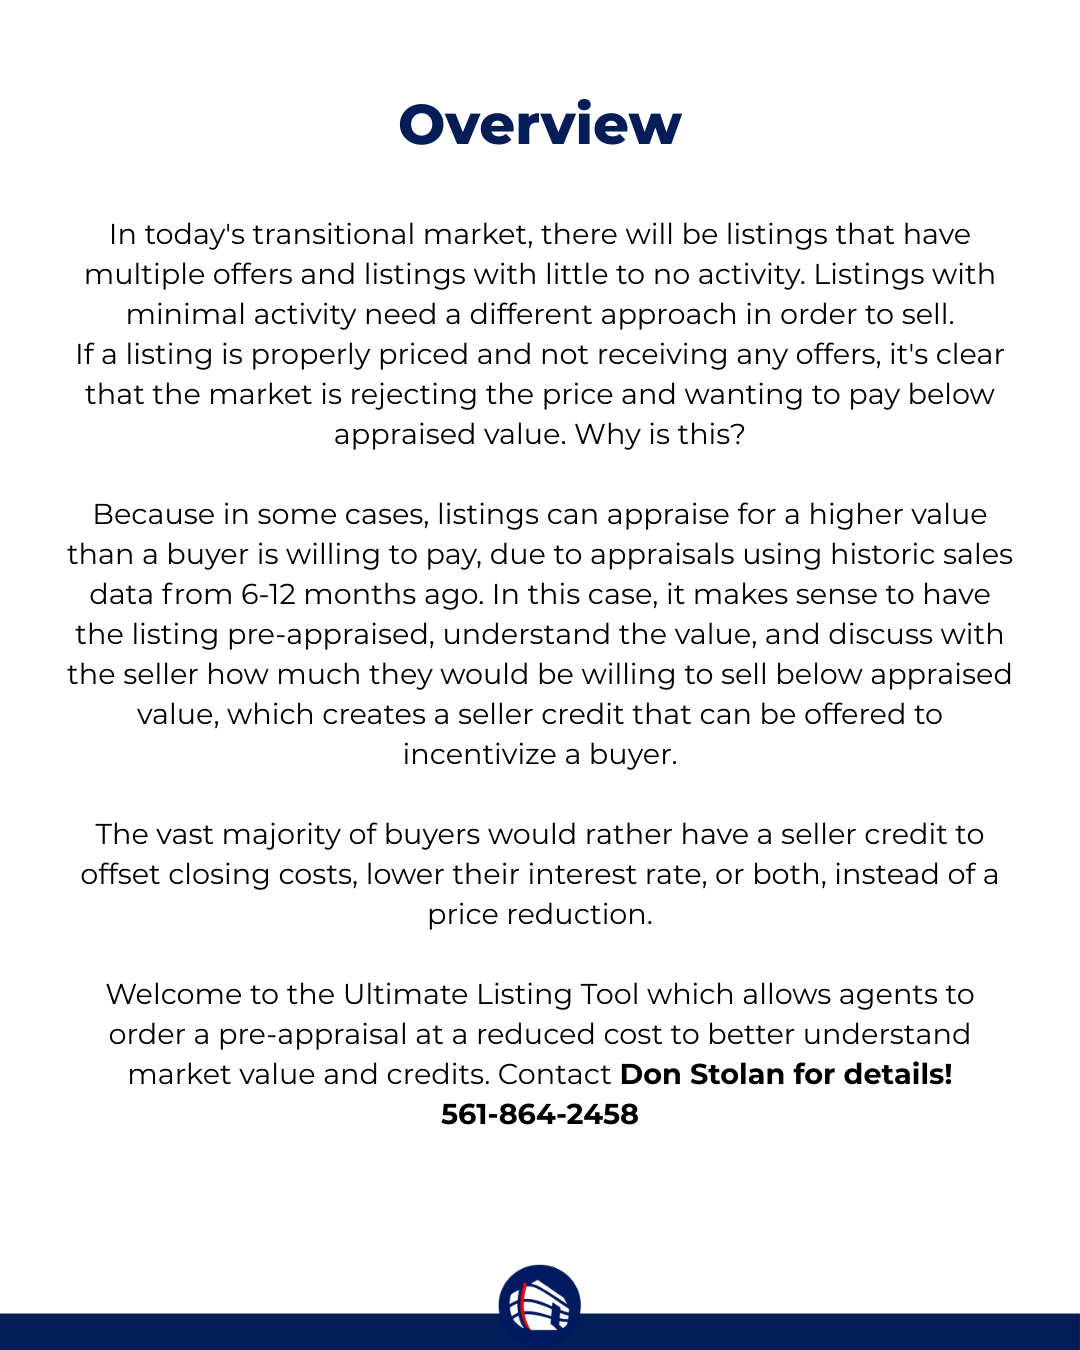 Overview
In today's transitional market, there will be listings that have
multiple offers and listings with little to no activity. Listings with
minimal activity need a different approach in order to sell.
If a listing is properly priced and not receiving any offers, it's clear
that the market is rejecting the price and wanting to pay below
appraised value. Why is this?
Because in some cases, listings can appraise for a higher value
than a buyer is willing to pay, due to appraisals using historic sales
data from 6-12 months ago. In this case, it makes sense to have
the listing pre-appraised, understand the value, and discuss with
the seller how much they would be willing to sell below appraised
value, which creates a seller credit that can be offered to
incentivize a buyer.
The vast majority of buyers would rather have a seller credit to
offset closing costs, lower their interest rate, or both, instead of a
price reduction.
Welcome to the Ultimate Listing Tool which allows agents to
order a pre-appraisal at a reduced cost to better understand
market value and credits. Contact Don Stolan for details!
561-864-2458